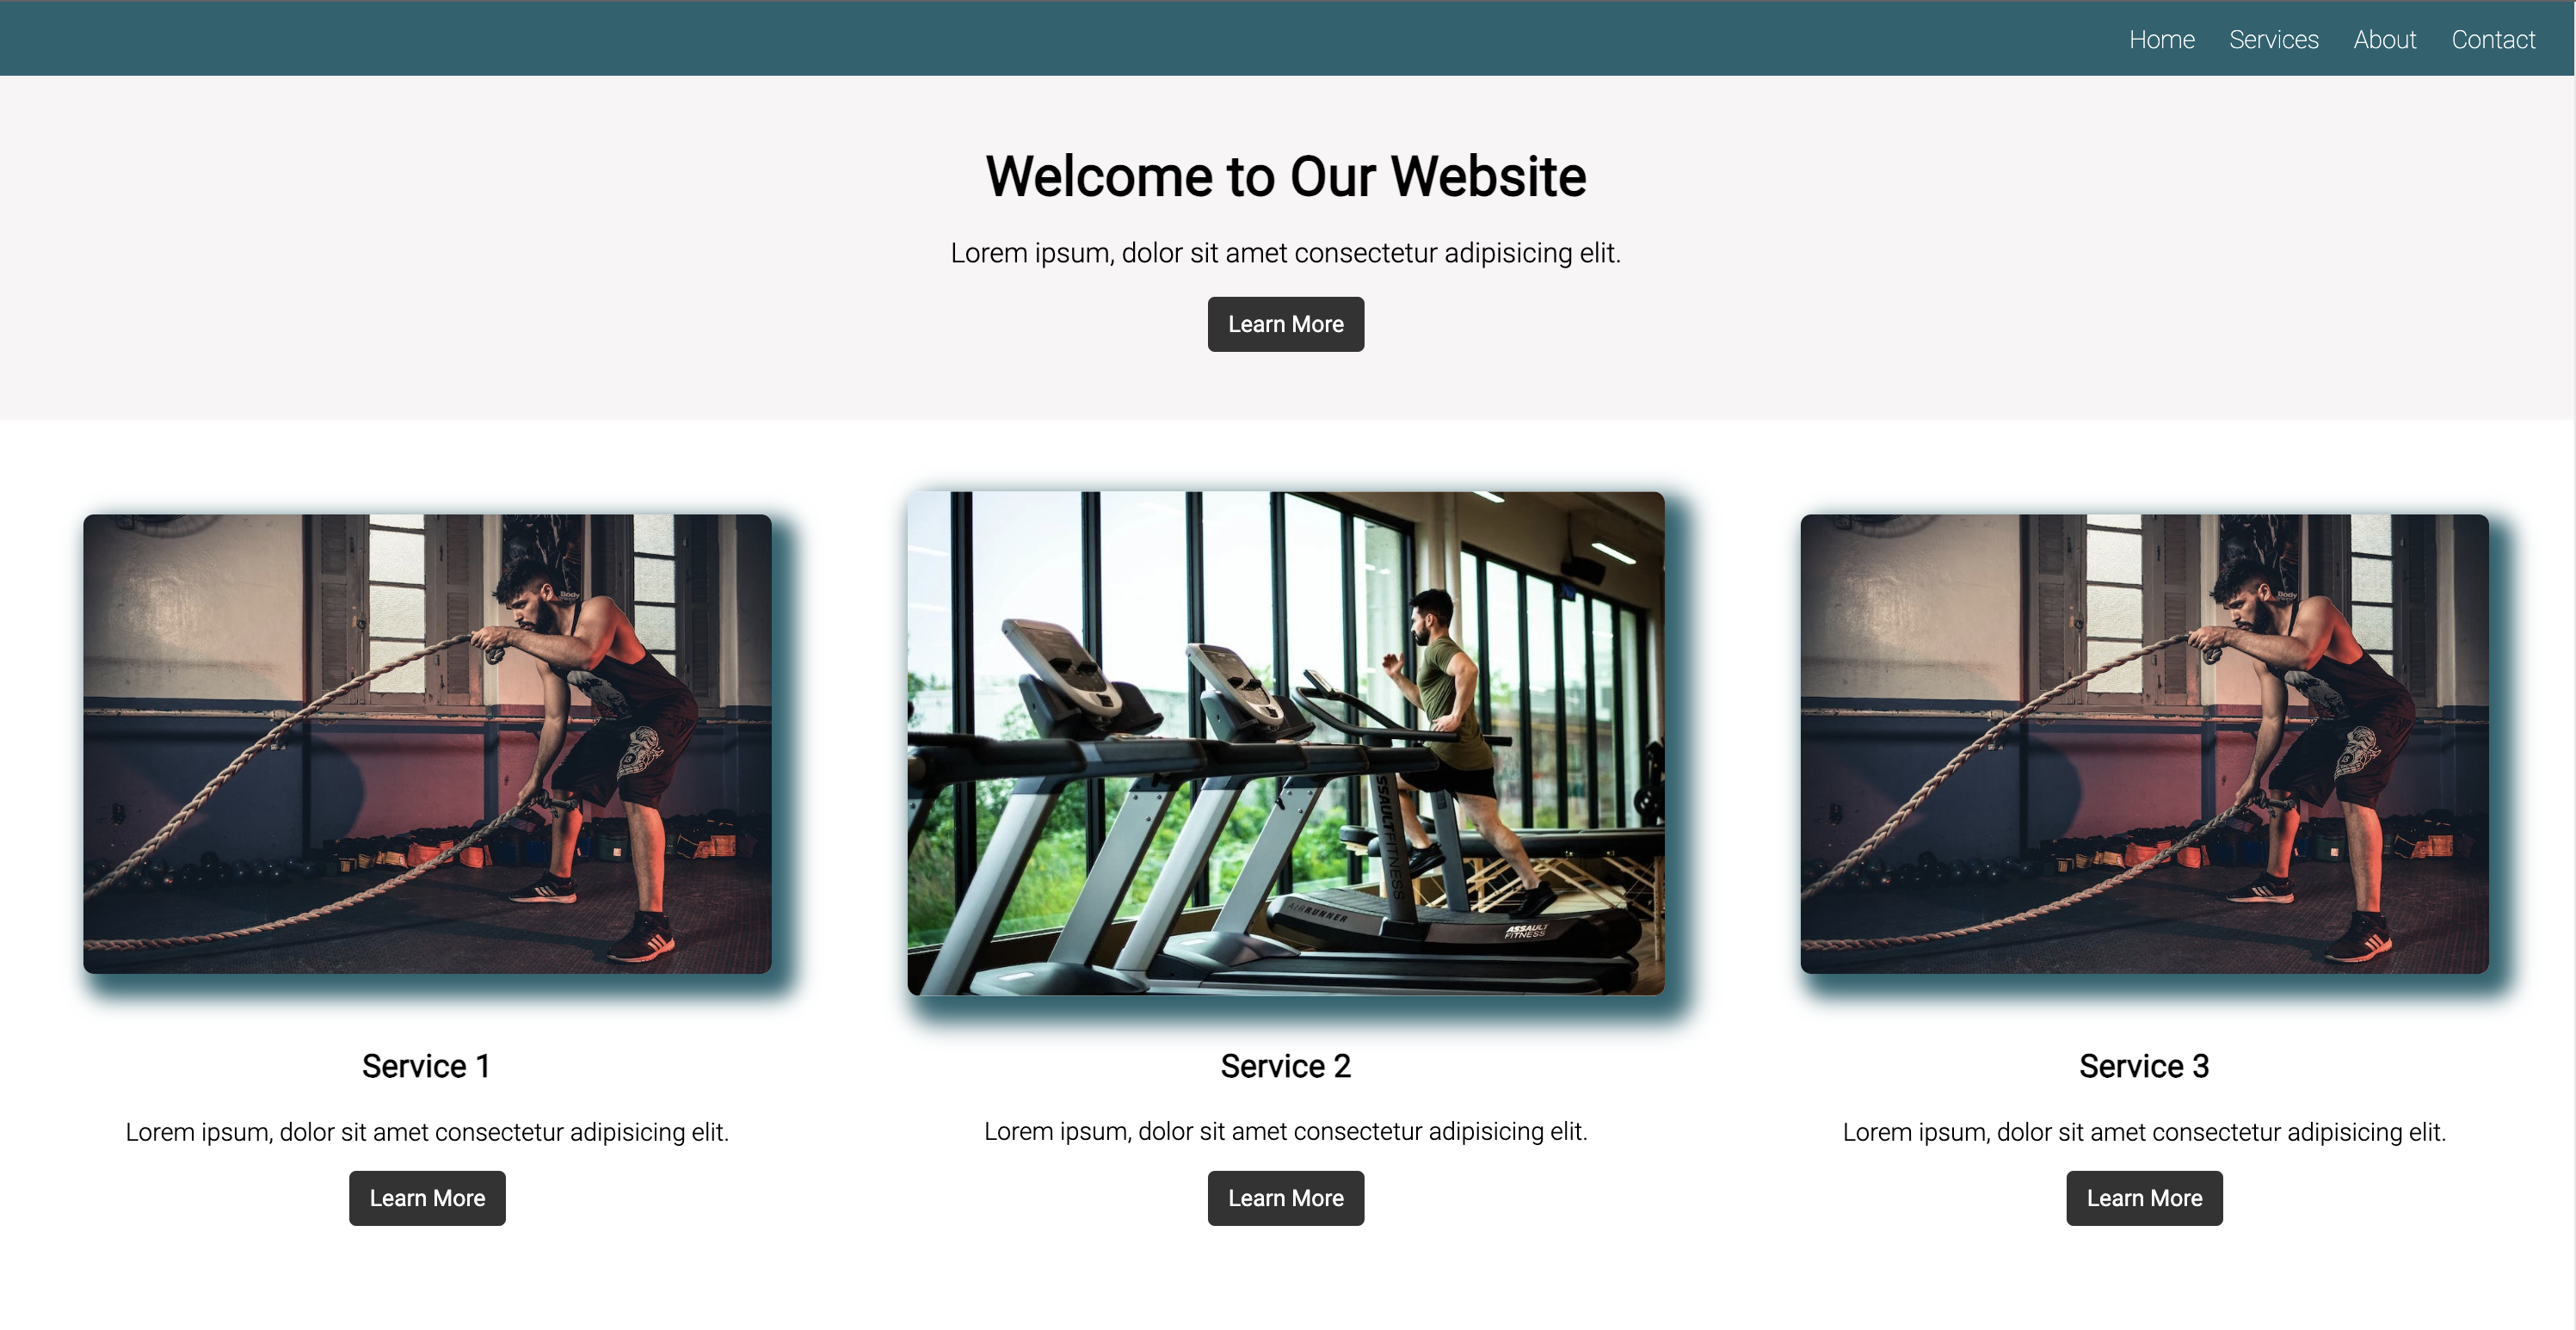 Home Services About Contact
Welcome to Our Website
Lorem ipsum, dolor sit amet consectetur adipisicing elit.
Learn More
Body
ASSAULT FITNESS
AIRRUNNER
ASSAULT
FITNESS
Body
Service 1
Service 2
Service 3
Lorem ipsum, dolor sit amet consectetur adipisicing elit.
Lorem ipsum, dolor sit amet consectetur adipisicing elit.
Lorem ipsum, dolor sit amet consectetur adipisicing elit.
Learn More
Learn More
Learn More